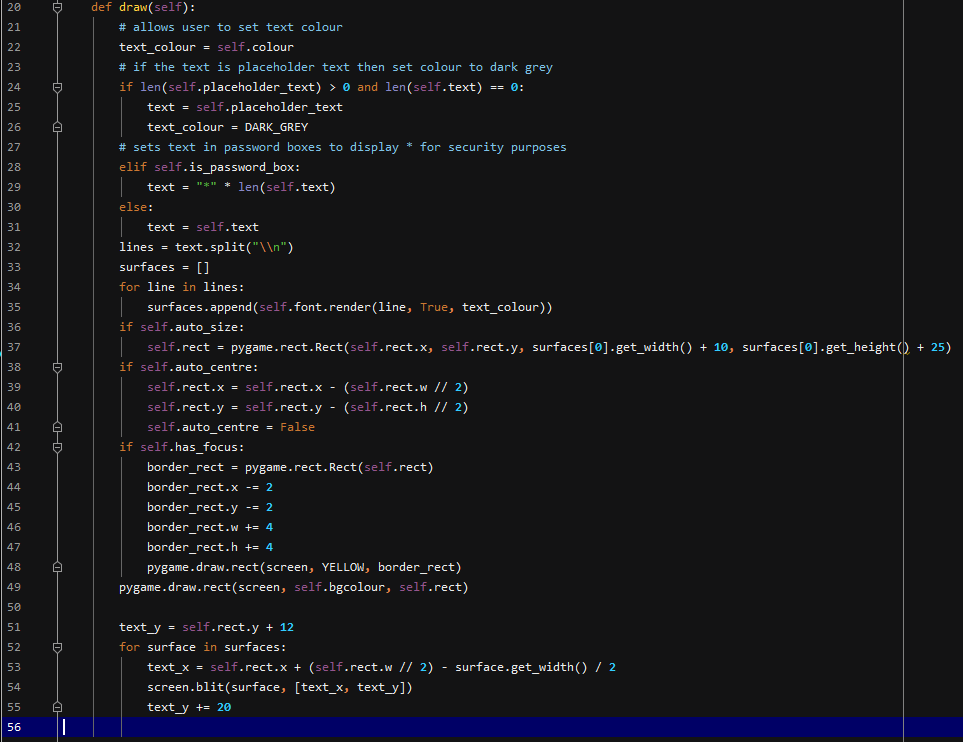 20 def draw(self):
21 # allows user to set text colour
22 text_colour = self.colour
23 # if the text is placeholder text then set colour to dark grey
24 if len(self.placeholder_text) > 0 and len(self.text) == 0:
25 text = self.placeholder_text
26 text_colour = DARK_GREY
27 # sets text in password boxes to display * for security purposes
28 elif self.is_password_box:
29 text = "*" * len(self.text)
30 else:
31 text = self.text
32 lines = text.split("\\n")
33 surfaces = []
34 for line in lines:
35 surfaces.append(self.font.render(line, True, text_colour))
36 if self.auto_size:
37 self.rect = pygame.rect.Rect(self.rect.x, self.rect.y, surfaces[0].get_width() + 10, surfaces[0].get_height() + 25)
38 if self.auto_centre:
39 self.rect.x = self.rect.x - (self.rect.w // 2)
40 self.rect.y = self.rect.y - (self.rect.h // 2)
41 self.auto_centre = False
42 if self.has_focus:
43 border_rect = pygame.rect.Rect(self.rect)
44 border_rect.x -= 2
45 border_rect.y -= 2
46 border_rect.w += 4
47 border_rect.h += 4
48 pygame.draw.rect(screen, YELLOW, border_rect)
49 pygame.draw.rect(screen, self.bgcolour, self.rect)
50
51 text_y = self.rect.y + 12
52 for surface in surfaces:
53 text_x = self.rect.x + (self.rect.w // 2) - surface.get_width() / 2
54 screen.blit(surface, [text_x, text_y])
55 text_y += 20
56